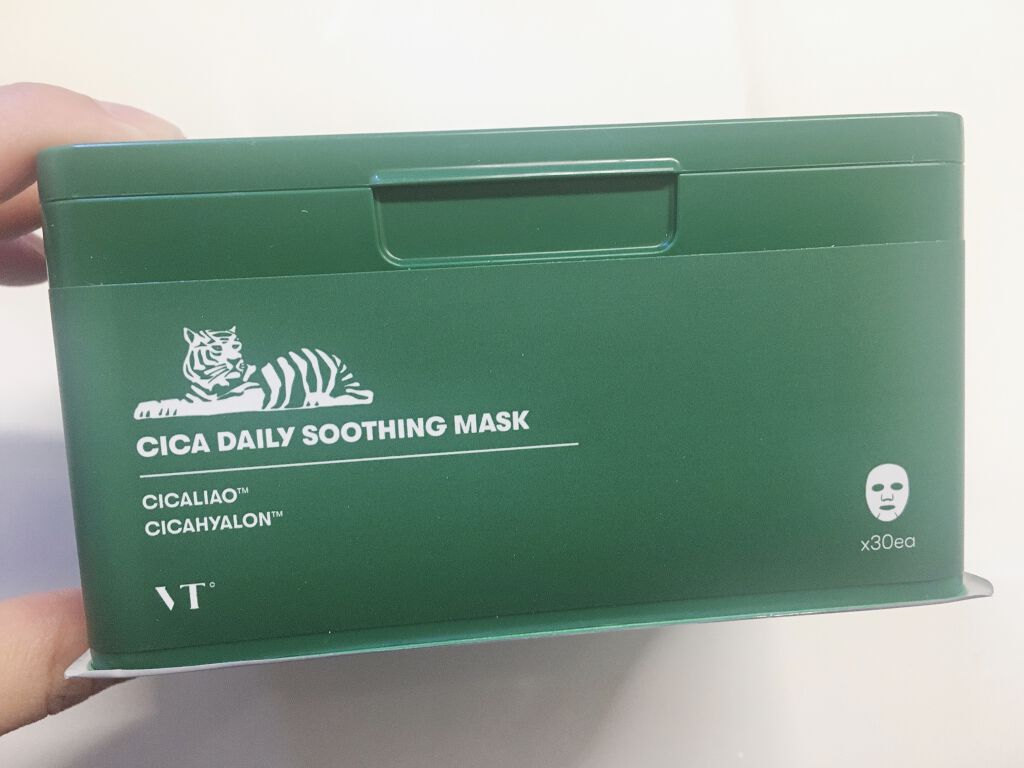 CICA DAILY SOOTHING MASK
CICALIAO™
CICAHYALON™
VT°
x30ea